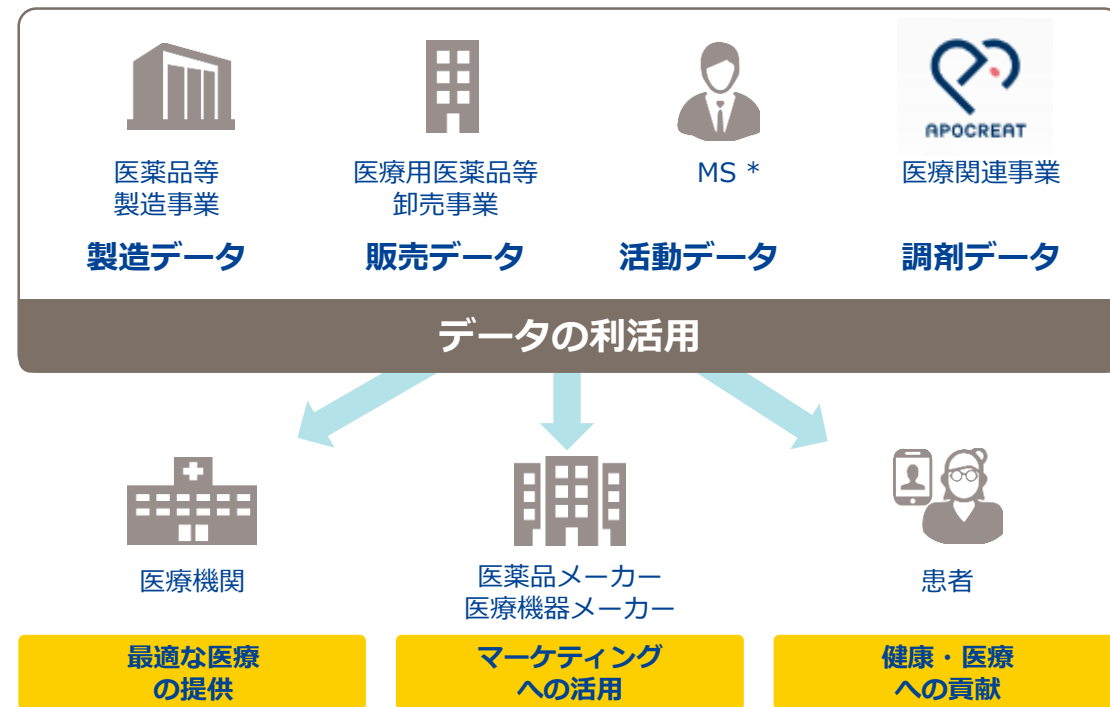 APOCREAT
医薬品等
製造事業
医療用医薬品等
卸売事業
MS *
医療関連事業
製造データ
販売データ
活動データ
調剤データ
データの利活用
医療機関
医薬品メーカー
医療機器メーカー
患者
最適な医療
の提供
マーケティング
への活用
健康・医療
への貢献